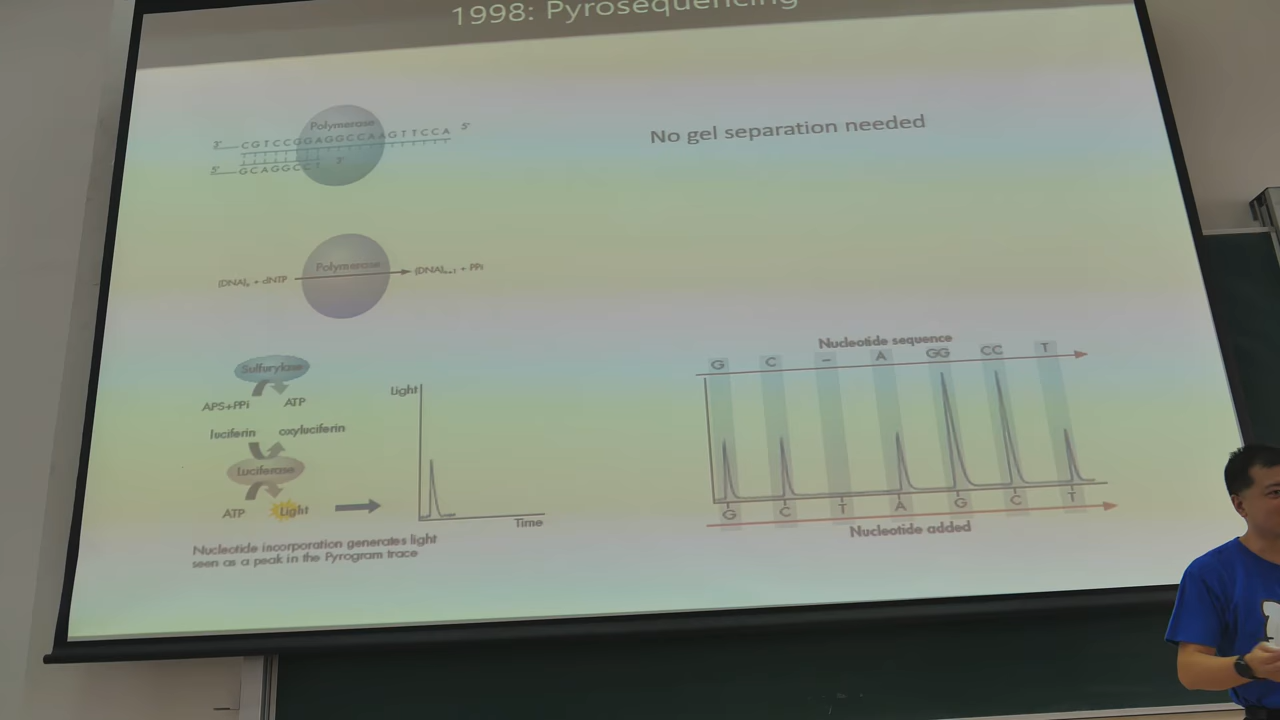 1998: Pyrosequencing
Polymerase
3' CGTCCGGAGGCCAAGTTCCA 5'
3'
5' GCAGGCCT
No gel separation needed
Polymerase
(DNA)n + dNTP (DNA)n+1 + PPi
Sulfurylase
APS+PPi ATP
luciferin oxyluciferin
Luciferase
ATP Light
Light
Time
Nucleotide incorporation generates light
seen as a peak in the Pyrogram trace
Nucleotide sequence
G C – A GG CC T
G C T A G C T
Nucleotide added